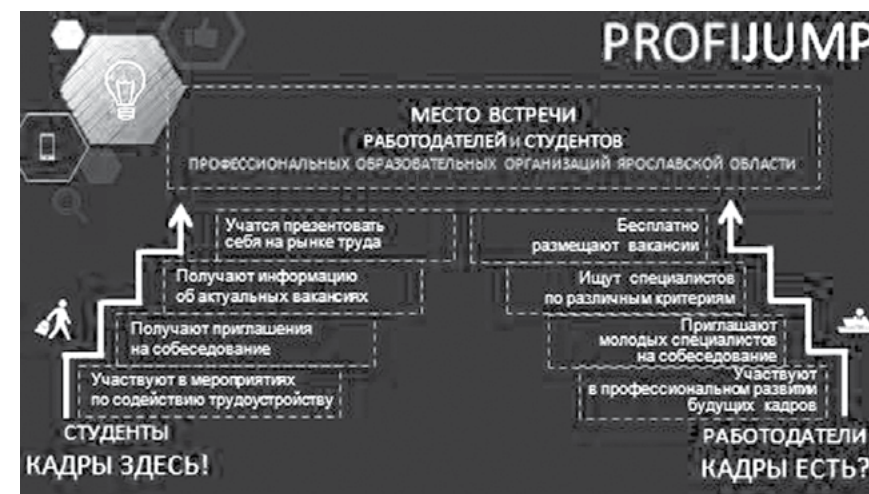 PROFIJUMP
МЕСТО ВСТРЕЧИ
РАБОТОДАТЕЛЕЙ и СТУДЕНТОВ
ПРОФЕССИОНАЛЬНЫХ ОБРАЗОВАТЕЛЬНЫХ ОРГАНИЗАЦИЙ ЯРОСЛАВСКОЙ ОБЛАСТИ
Учатся презентовать
себя на рынке труда
Получают информацию
об актуальных вакансиях
Получают приглашения
на собеседование
Участвуют в мероприятиях
по содействию трудоустройству
СТУДЕНТЫ
КАДРЫ ЗДЕСЬ!
Бесплатно
размещают вакансии
Ищут специалистов
по различным критериям
Приглашают
молодых специалистов
на собеседование
Участвуют
в профессиональном развитии
будущих кадров
РАБОТОДАТЕЛИ
КАДРЫ ЕСТЬ?